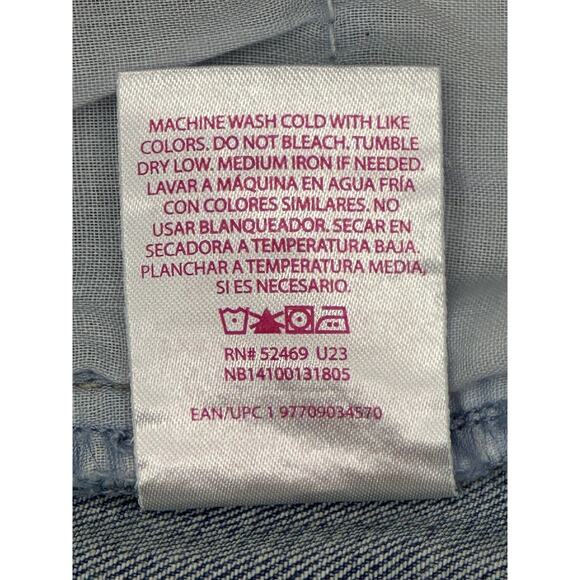 MACHINE WASH COLD WITH LIKE
COLORS. DO NOT BLEACH. TUMBLE
DRY LOW. MEDIUM IRON IF NEEDED.
LAVAR A MÁQUINA EN AGUA FRÍA
CON COLORES SIMILARES. NO
USAR BLANQUEADOR. SECAR EN
SECADORA A TEMPERATURA BAJA.
PLANCHAR A TEMPERATURA MEDIA,
SI ES NECESARIO.
RN# 52469 U23
NB14100131805
EAN/UPC 1 97709034570